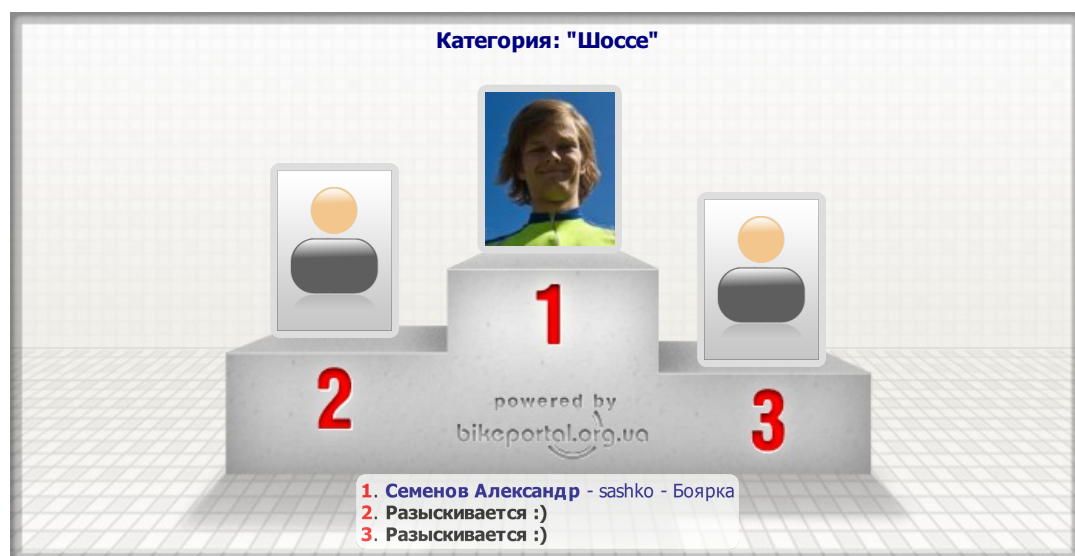 Категория: "Шоссе"
1
2
3
powered by
bikeportal.org.ua
1. Семенов Александр - sashko - Боярка
2. Разыскивается :)
3. Разыскивается :)